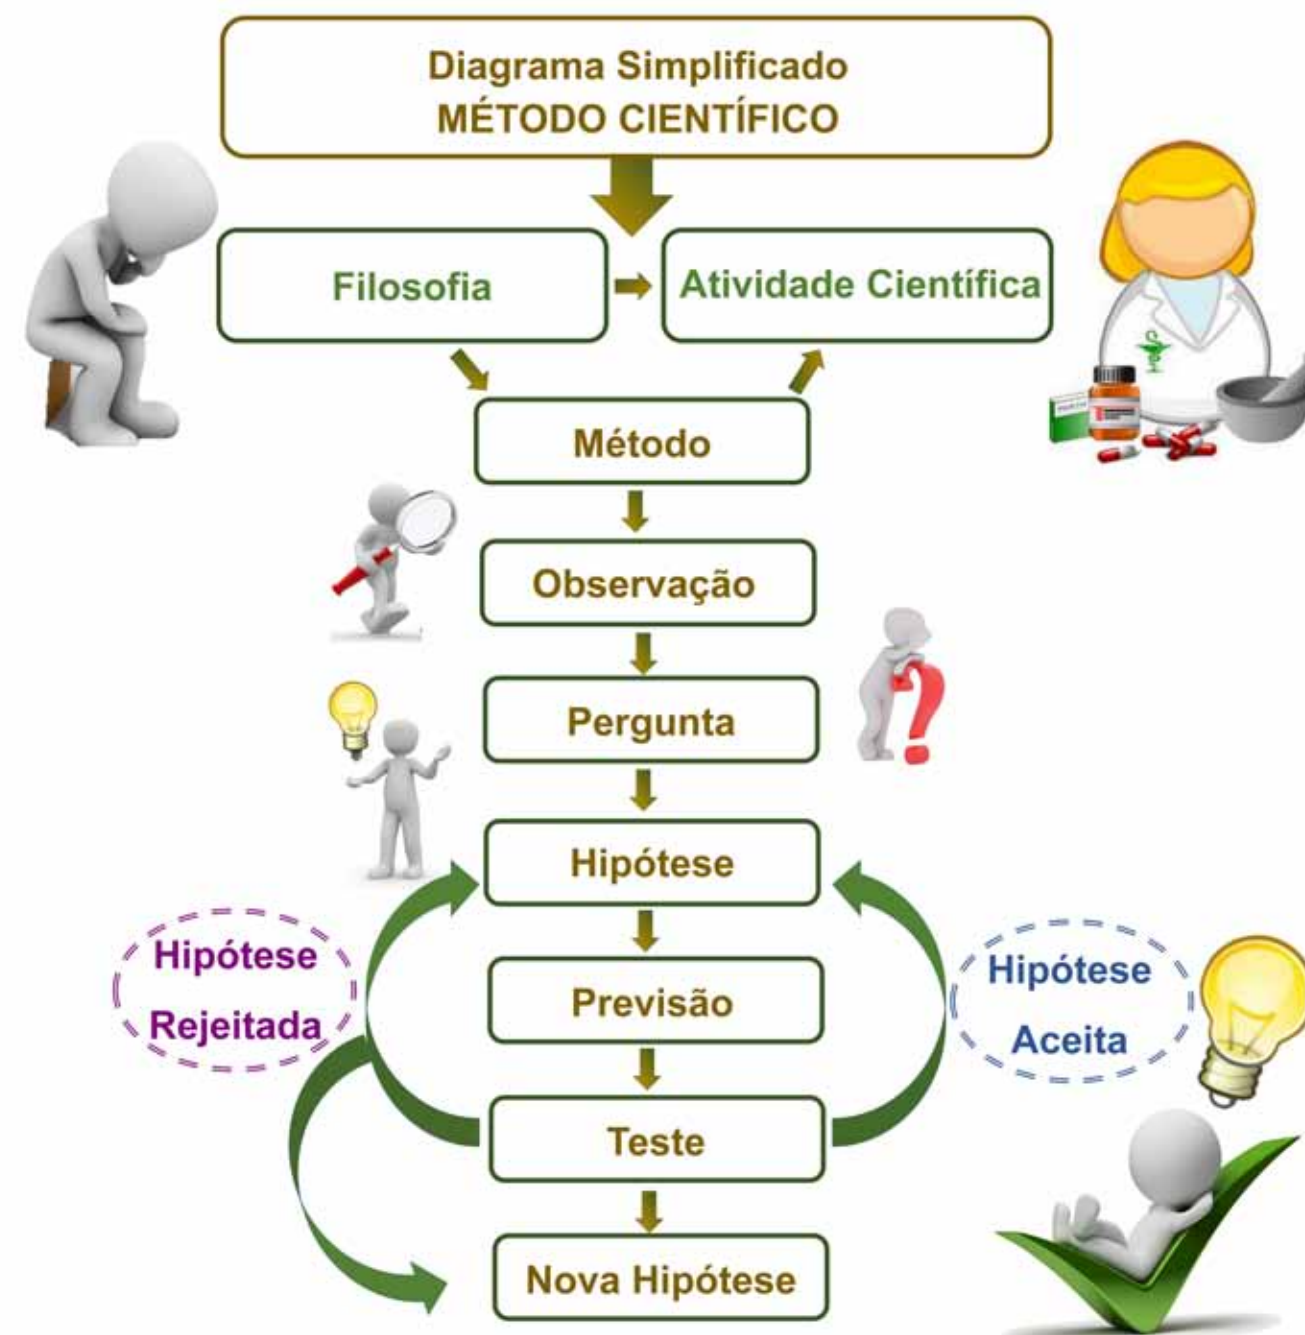 Diagrama Simplificado
MÉTODO CIENTÍFICO
Filosofia
Atividade Científica
Método
Observação
Pergunta
Hipótese
Hipótese
Rejeitada
Previsão
Hipótese
Aceita
Teste
Nova Hipótese